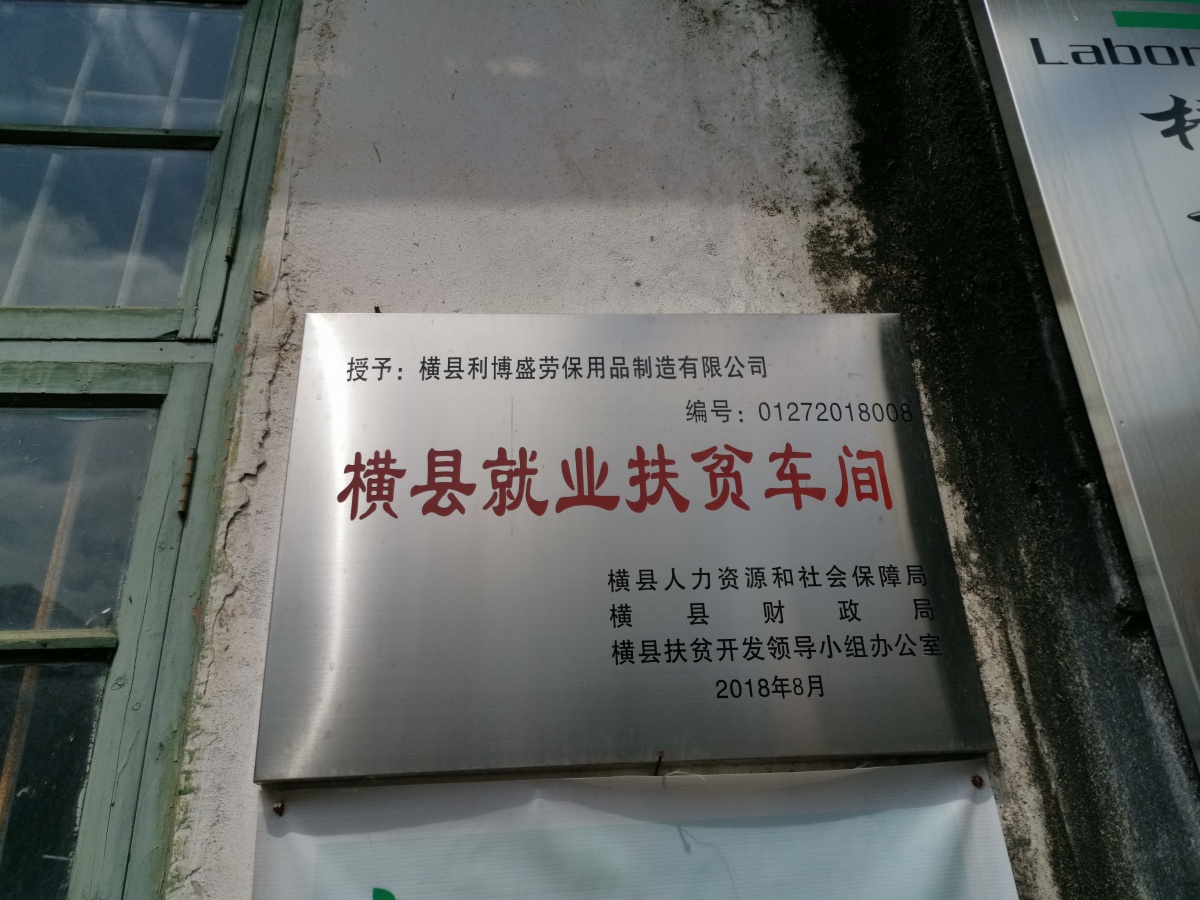 授予：横县利博盛劳保用品制造有限公司
编号：01272018008
横县就业扶贫车间
横县人力资源和社会保障局
横县财政局
横县扶贫开发领导小组办公室
2018年8月
Labor